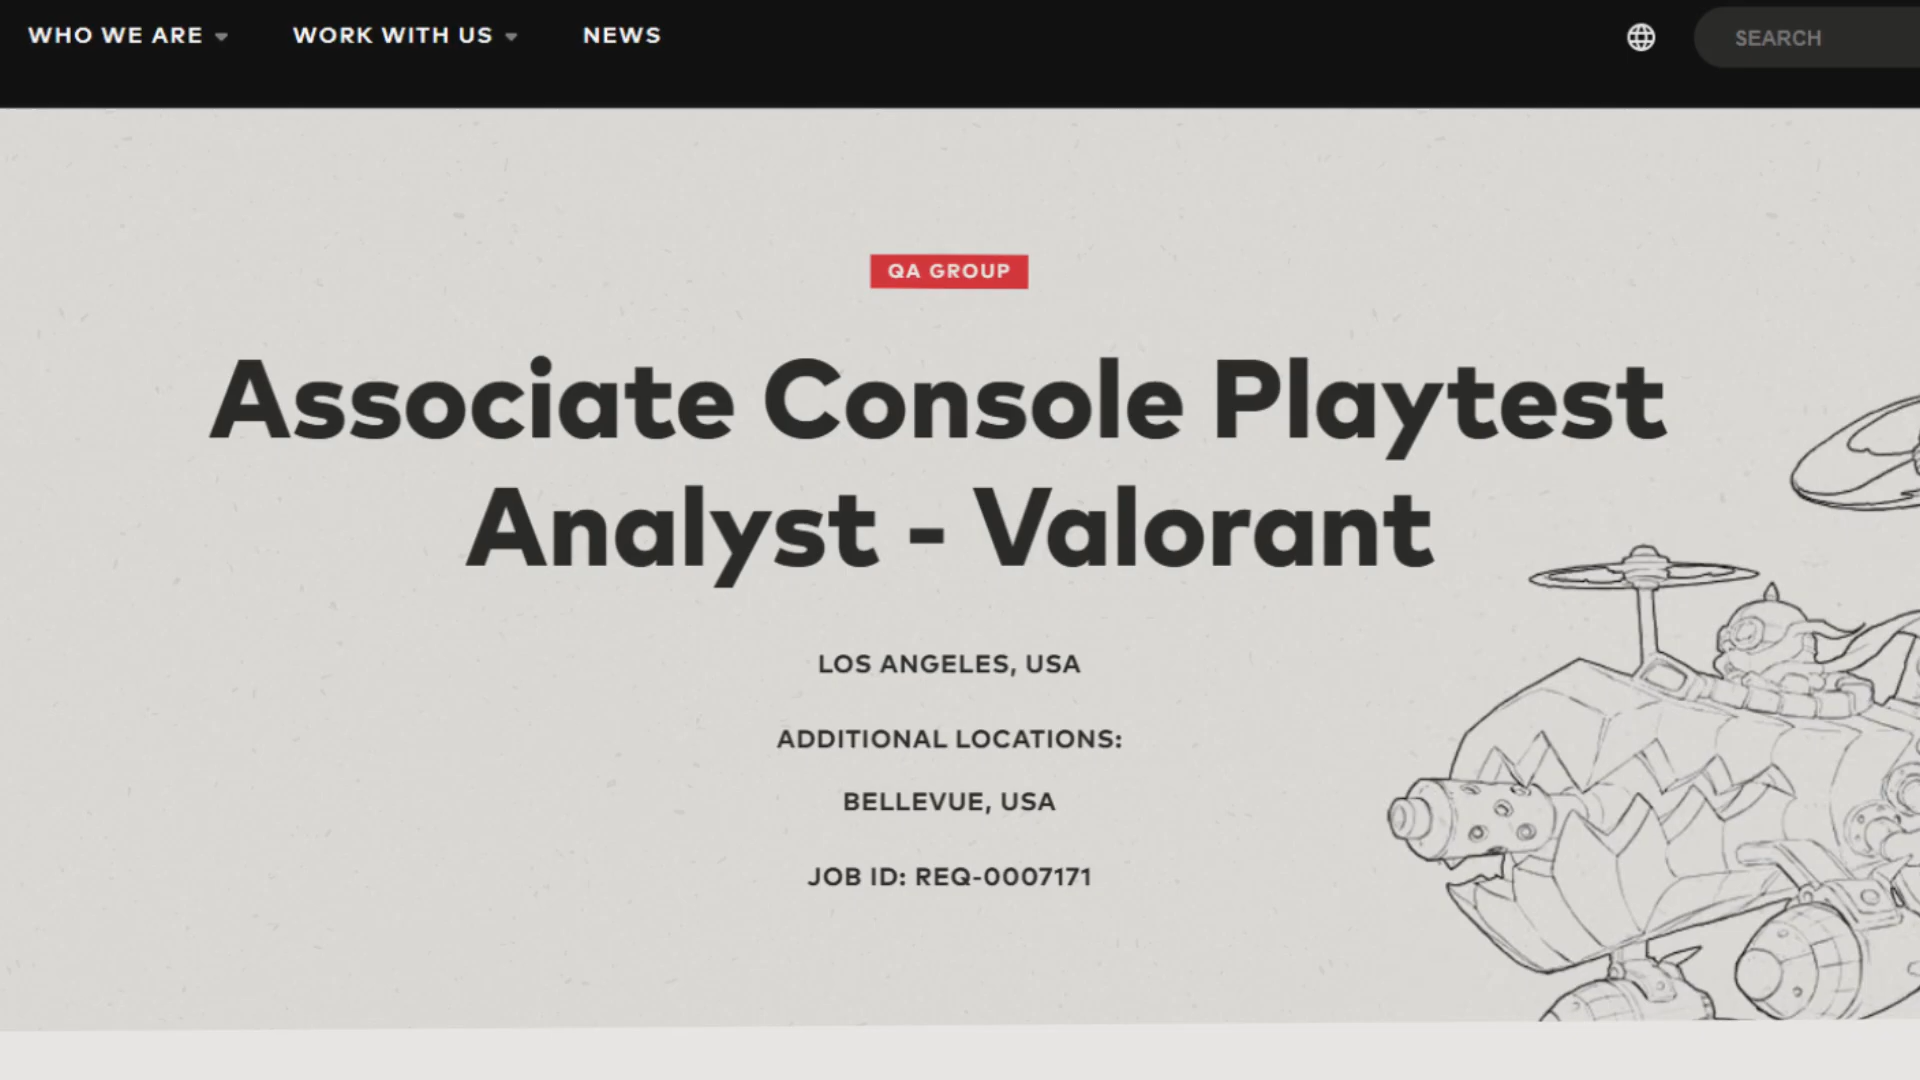 WHO WE ARE
WORK WITH US
NEWS
SEARCH
QA GROUP
Associate Console Playtest
Analyst - Valorant
LOS ANGELES, USA
ADDITIONAL LOCATIONS:
BELLEVUE, USA
JOB ID: REQ-0007171